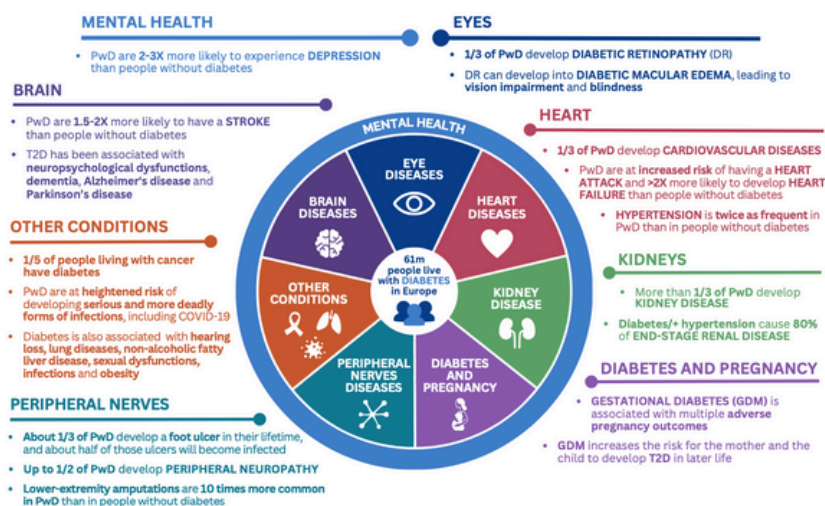 MENTAL HEALTH
• PwD are 2-3X more likely to experience DEPRESSION
than people without diabetes
BRAIN
• PwD are 1.5-2X more likely to have a STROKE
than people without diabetes
• T2D has been associated with
neuropsychological dysfunctions,
dementia, Alzheimer's disease and
Parkinson's disease
OTHER CONDITIONS
• 1/5 of people living with cancer
have diabetes
• PwD are at heightened risk of
developing serious and more deadly
forms of infections, including COVID-19
• Diabetes is also associated with hearing
loss, lung diseases, non-alcoholic fatty
liver disease, sexual dysfunctions,
infections and obesity
PERIPHERAL NERVES
• About 1/3 of PwD develop a foot ulcer in their lifetime,
and about half of those ulcers will become infected
• Up to 1/2 of PwD develop PERIPHERAL NEUROPATHY
• Lower-extremity amputations are 10 times more common
in PwD than in people without diabetes
MENTAL HEALTH
EYE
DISEASES
BRAIN
DISEASES
HEART
DISEASES
61m
people live
with DIABETES
in Europe
OTHER
CONDITIONS
KIDNEY
DISEASE
PERIPHERAL
NERVES
DISEASES
DIABETES
AND
PREGNANCY
EYES
• 1/3 of PwD develop DIABETIC RETINOPATHY (DR)
• DR can develop into DIABETIC MACULAR EDEMA, leading to
vision impairment and blindness
HEART
• 1/3 of PwD develop CARDIOVASCULAR DISEASES
• PwD are at increased risk of having a HEART
ATTACK and >2X more likely to develop HEART
FAILURE than people without diabetes
• HYPERTENSION is twice as frequent in
PwD than in people without diabetes
KIDNEYS
• More than 1/3 of PwD develop
KIDNEY DISEASE
• Diabetes/+ hypertension cause 80%
of END-STAGE RENAL DISEASE
DIABETES AND PREGNANCY
• GESTATIONAL DIABETES (GDM) is
associated with multiple adverse
pregnancy outcomes
• GDM increases the risk for the mother and the
child to develop T2D in later life